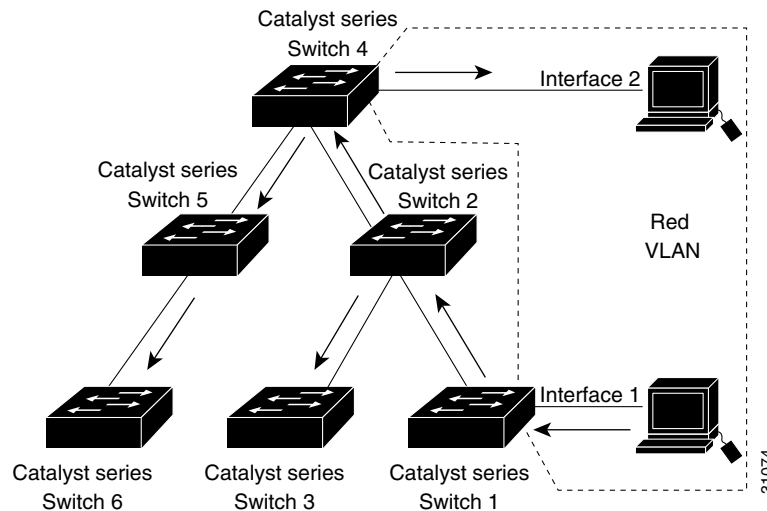 Catalyst series
Switch 4
Interface 2
Catalyst series
Switch 5
Catalyst series
Switch 2
Red
VLAN
Interface 1
Catalyst series
Switch 6
Catalyst series
Switch 3
Catalyst series
Switch 1
31074